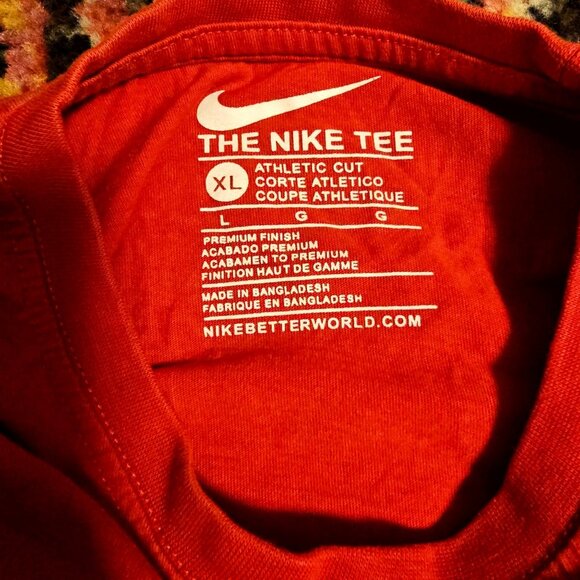 THE NIKE TEE
XL
ATHLETIC CUT
CORTE ATLETICO
COUPE ATHLETIQUE
L G G
PREMIUM FINISH
ACABADO PREMIUM
ACABAMEN TO PREMIUM
FINITION HAUT DE GAMME
MADE IN BANGLADESH
FABRIQUE EN BANGLADESH
NIKEBETTERWORLD.COM